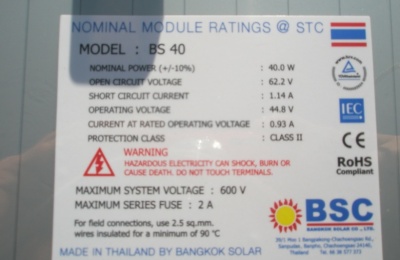 NOMINAL MODULE RATINGS @ STC
MODEL : BS 40
NOMINAL POWER (+/-10%) : 40.0 W
OPEN CIRCUIT VOLTAGE : 62.2 V
SHORT CIRCUIT CURRENT : 1.14 A
OPERATING VOLTAGE : 44.8 V
CURRENT AT RATED OPERATING VOLTAGE : 0.93 A
PROTECTION CLASS : CLASS II
IEC
CE
RoHS
Compliant
WARNING
HAZARDOUS ELECTRICITY CAN SHOCK, BURN OR
CAUSE DEATH. DO NOT TOUCH TERMINALS.
MAXIMUM SYSTEM VOLTAGE : 600 V
MAXIMUM SERIES FUSE : 2 A
For field connections, use 2.5 sq.mm.
wires insulated for a minimum of 90 °C
BSC
BANGKOK SOLAR CO., LTD.
Thailand
MADE IN THAILAND BY BANGKOK SOLAR